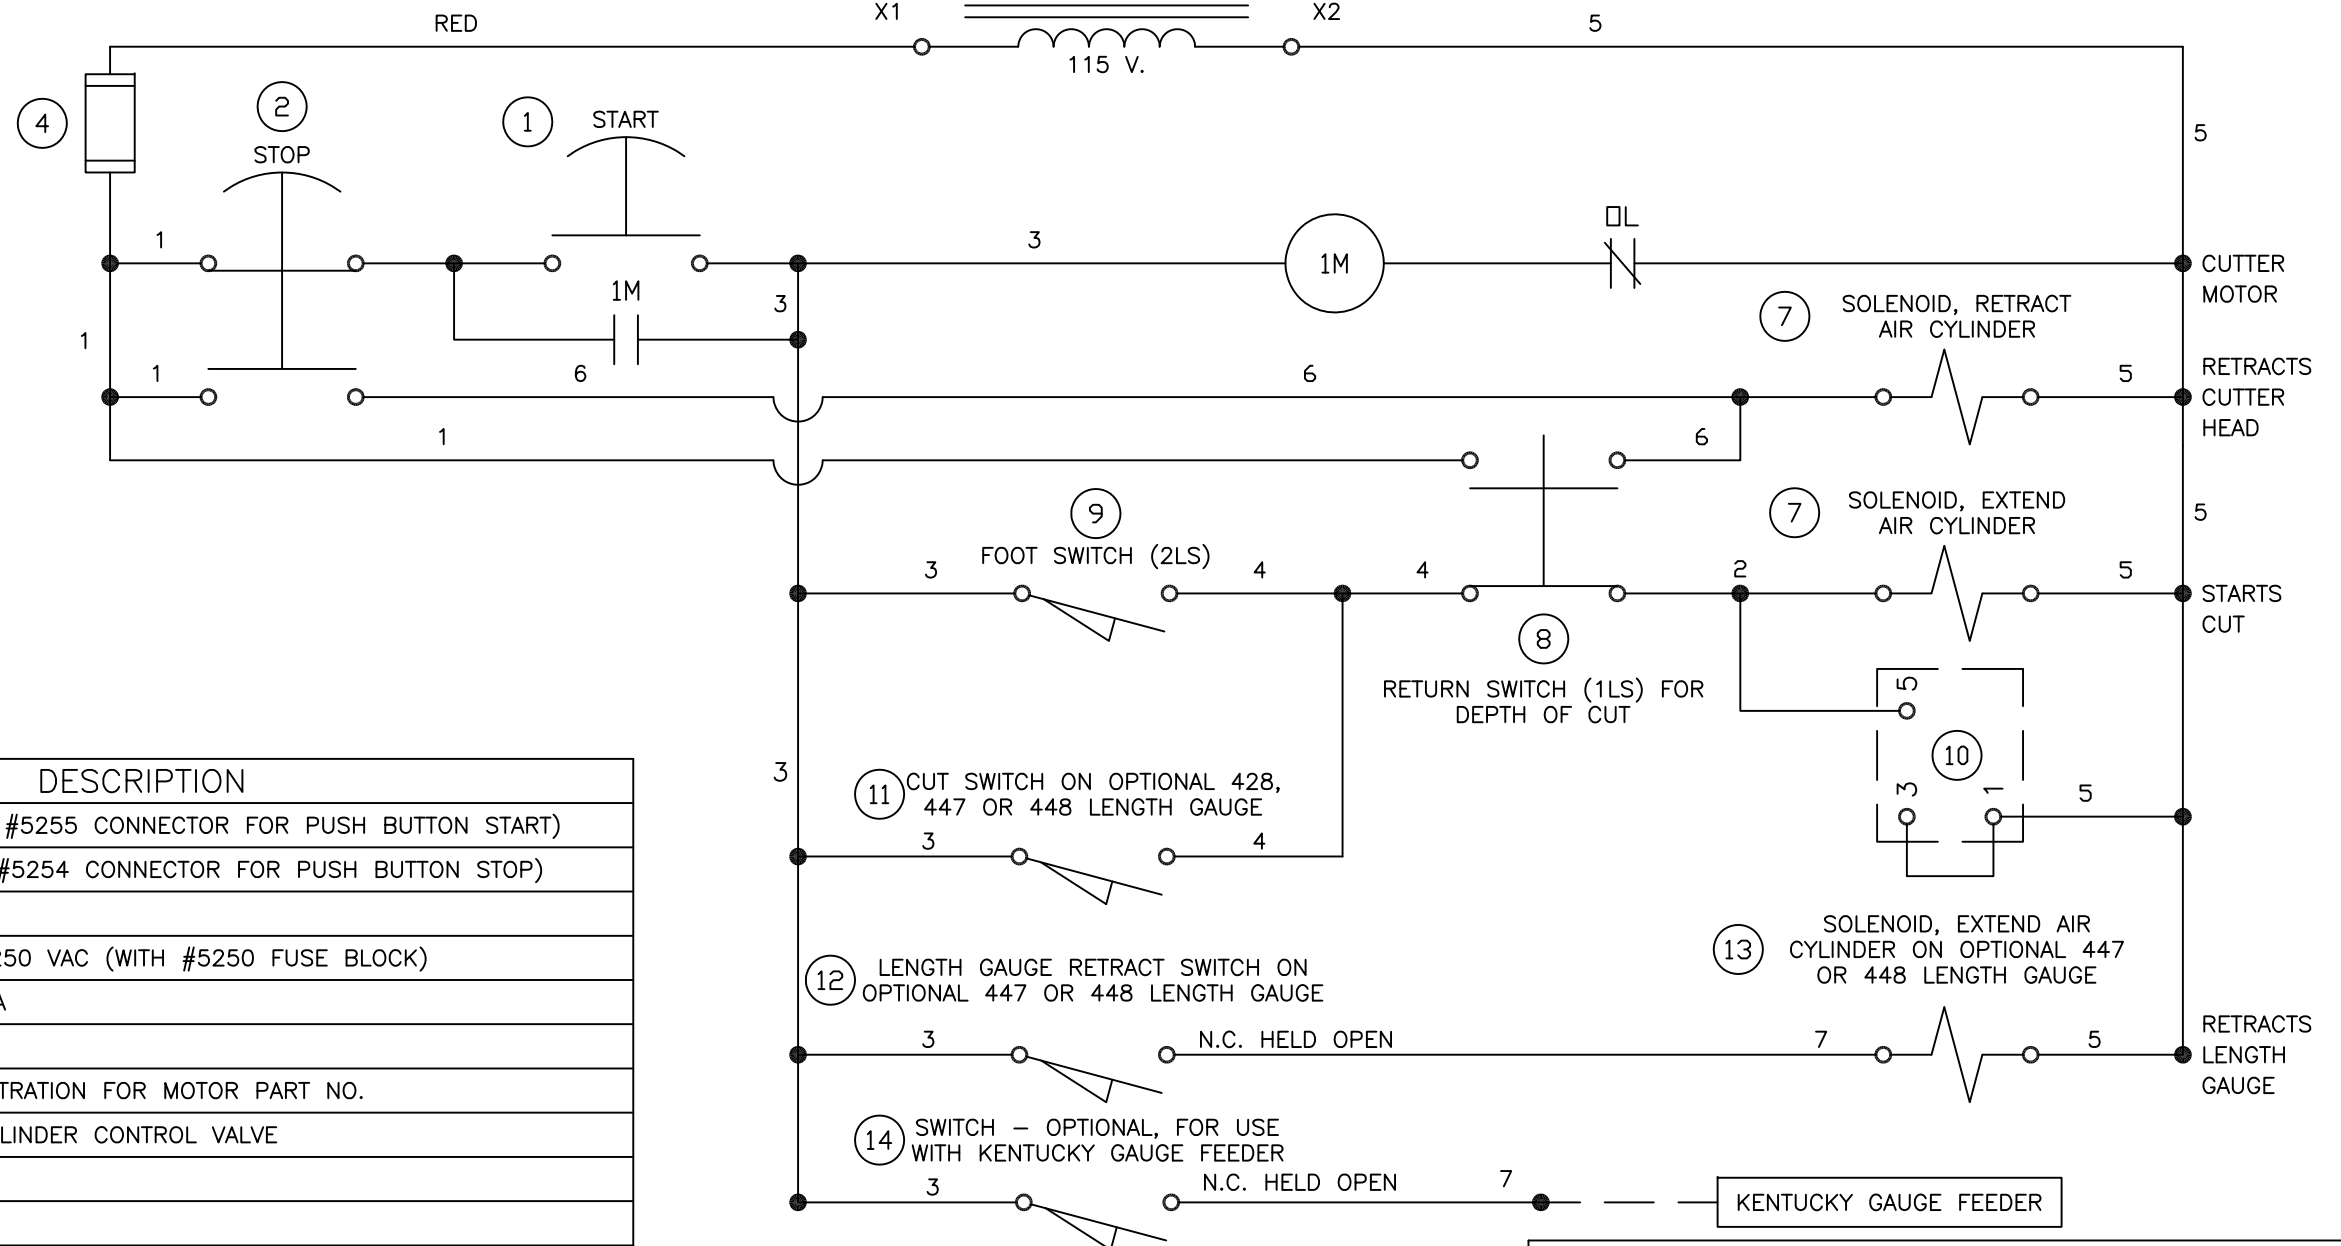 X1
X2
RED
5
115 V.
4
2
STOP
1
START
5
1
3
1M
OL
CUTTER
MOTOR
1M
3
7
SOLENOID, RETRACT
AIR CYLINDER
1
1
6
6
5
RETRACTS
CUTTER
HEAD
1
6
9
FOOT SWITCH (2LS)
7
SOLENOID, EXTEND
AIR CYLINDER
5
3
4
4
2
5
STARTS
CUT
8
RETURN SWITCH (1LS) FOR
DEPTH OF CUT
5
10
3
1
5
3
11
CUT SWITCH ON OPTIONAL 428,
447 OR 448 LENGTH GAUGE
3
4
DESCRIPTION
#5255 CONNECTOR FOR PUSH BUTTON START)
#5254 CONNECTOR FOR PUSH BUTTON STOP)
250 VAC (WITH #5250 FUSE BLOCK)
A
TRATION FOR MOTOR PART NO.
LINDER CONTROL VALVE
12
LENGTH GAUGE RETRACT SWITCH ON
OPTIONAL 447 OR 448 LENGTH GAUGE
13
SOLENOID, EXTEND AIR
CYLINDER ON OPTIONAL 447
OR 448 LENGTH GAUGE
3
N.C. HELD OPEN
7
5
RETRACTS
LENGTH
GAUGE
14
SWITCH – OPTIONAL, FOR USE
WITH KENTUCKY GAUGE FEEDER
3
N.C. HELD OPEN
7
KENTUCKY GAUGE FEEDER